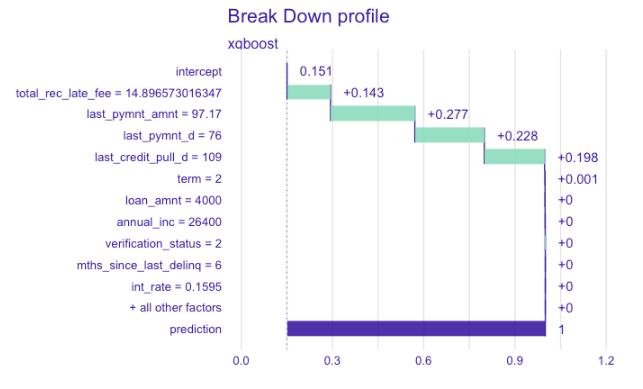 Break Down profile
xgboost
intercept 0.151
total_rec_late_fee = 14.896573016347 +0.143
last_pymnt_amnt = 97.17 +0.277
last_pymnt_d = 76 +0.228
last_credit_pull_d = 109 +0.198
term = 2 +0.001
loan_amnt = 4000 +0
annual_inc = 26400 +0
verification_status = 2 +0
mths_since_last_delinq = 6 +0
int_rate = 0.1595 +0
+ all other factors +0
prediction 1
0.0 0.3 0.6 0.9 1.2